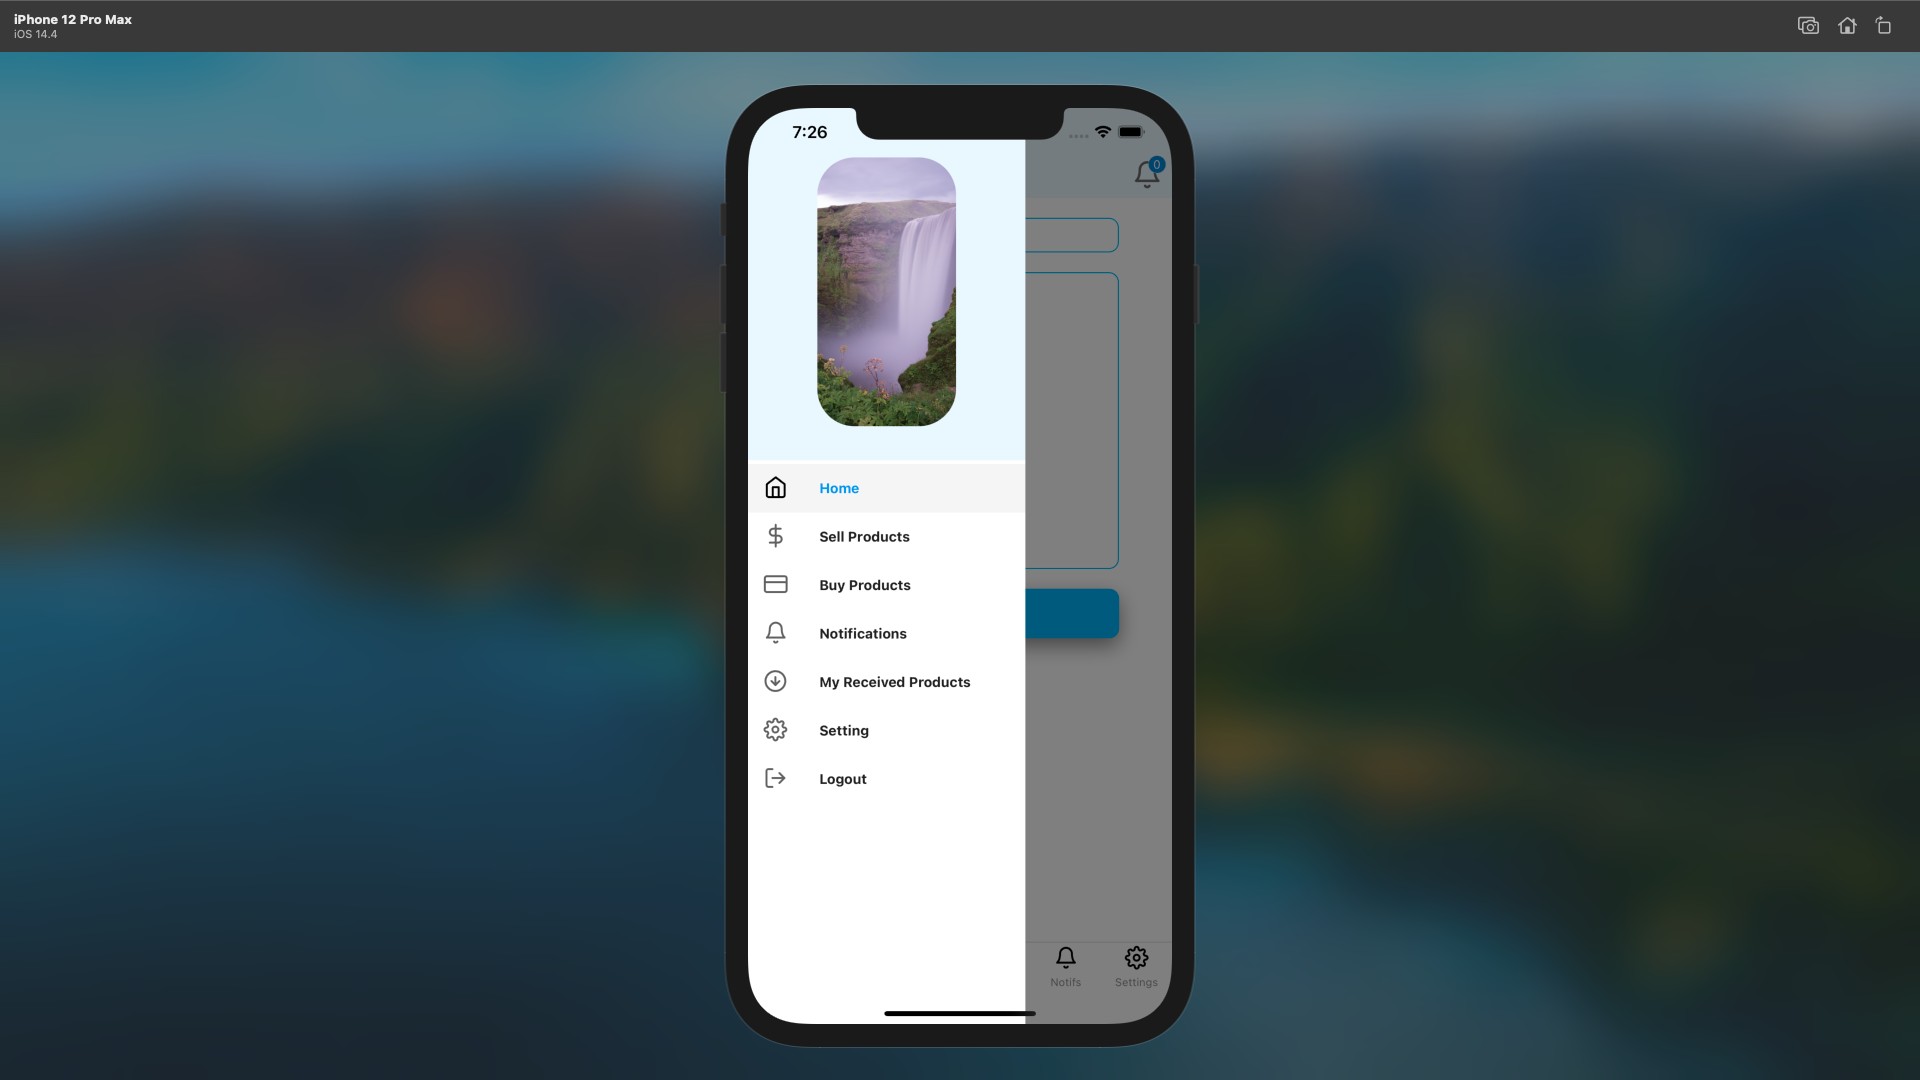 iPhone 12 Pro Max
iOS 14.4
7:26
0
Home
Sell Products
Buy Products
Notifications
My Received Products
Setting
Logout
Notifs
Settings